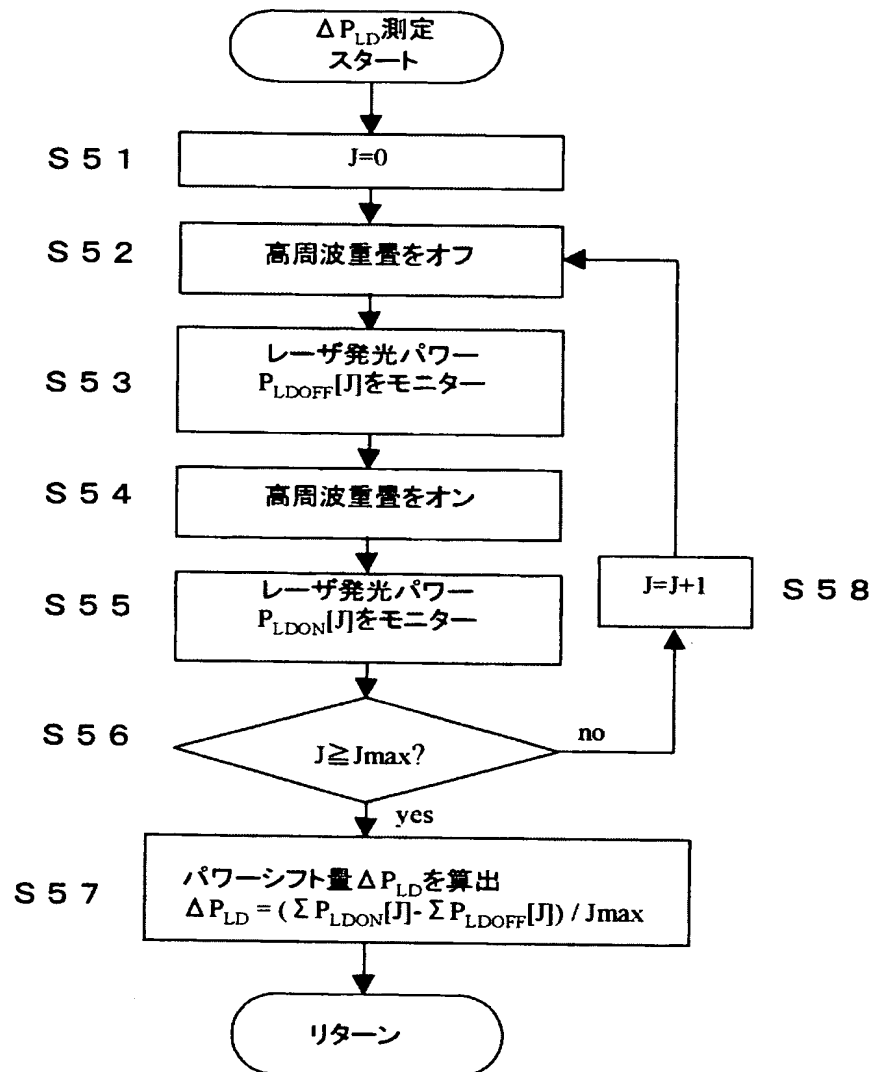 ΔP_LD測定
スタート
S51
J=0
S52
高周波重畳をオフ
S53
レーザ発光パワー
P_LDOFF[J]をモニター
S54
高周波重畳をオン
S55
レーザ発光パワー
P_LDON[J]をモニター
J=J+1
S58
S56
J≧Jmax?
no
yes
S57
パワーシフト量ΔP_LDを算出
ΔP_LD = (ΣP_LDON[J]-ΣP_LDOFF[J]) / Jmax
リターン